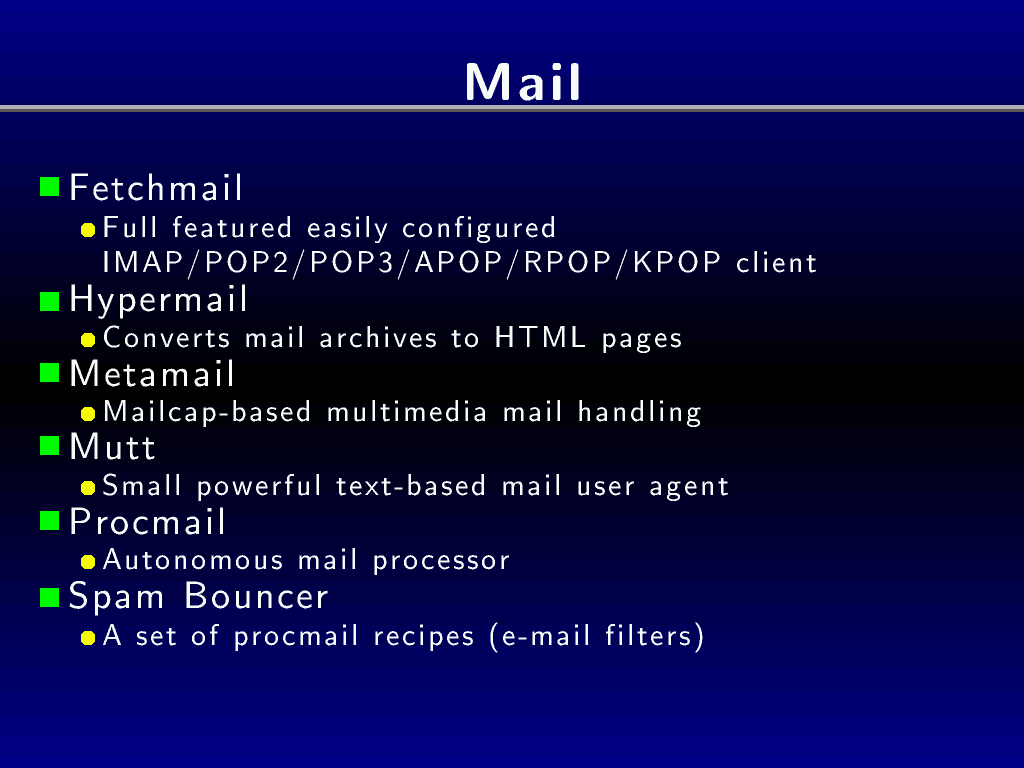 Mail
Fetchmail
Full featured easily configured
IMAP/POP2/POP3/APOP/RPOP/KPOP client
Hypermail
Converts mail archives to HTML pages
Metamail
Mailcap-based multimedia mail handling
Mutt
Small powerful text-based mail user agent
Procmail
Autonomous mail processor
Spam Bouncer
A set of procmail recipes (e-mail filters)